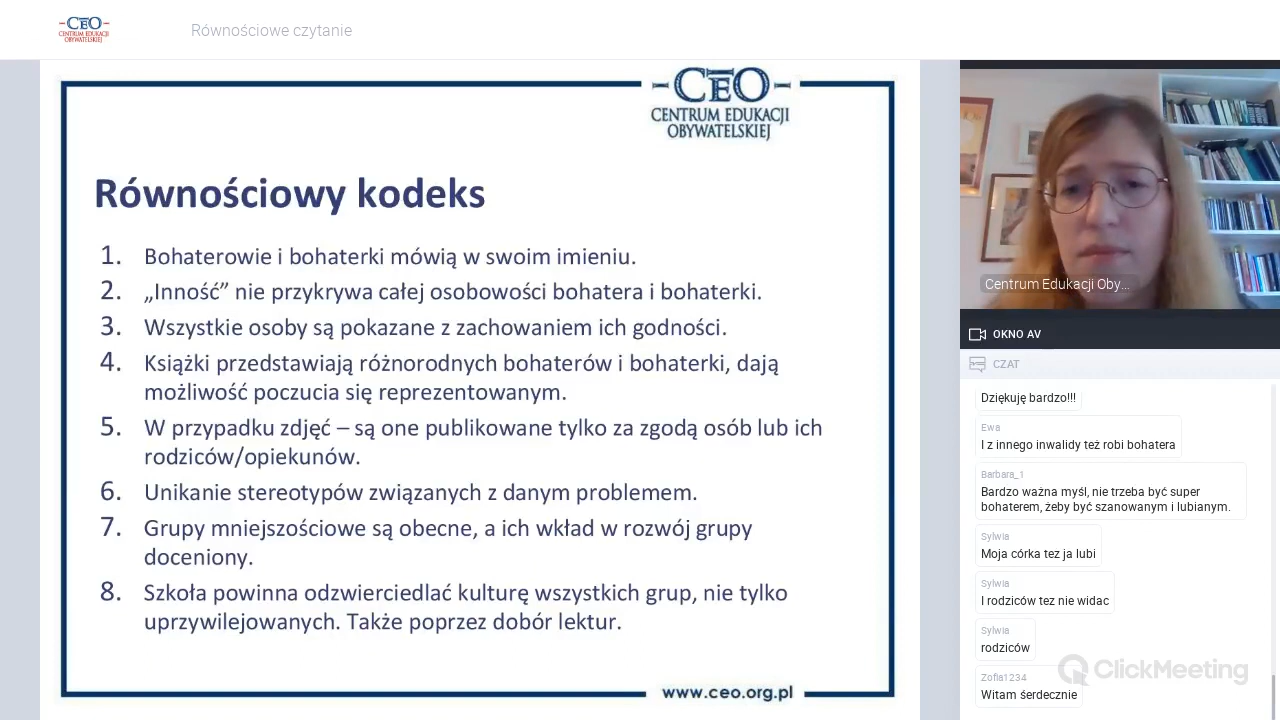 CEO
CENTRUM EDUKACJI
OBYWATELSKIEJ
Równościowe czytanie
CEO
CENTRUM EDUKACJI
OBYWATELSKIEJ
Równościowy kodeks
1. Bohaterowie i bohaterki mówią w swoim imieniu.
2. „Inność” nie przykrywa całej osobowości bohatera i bohaterki.
3. Wszystkie osoby są pokazane z zachowaniem ich godności.
4. Książki przedstawiają różnorodnych bohaterów i bohaterki, dają
możliwość poczucia się reprezentowanym.
5. W przypadku zdjęć – są one publikowane tylko za zgodą osób lub ich
rodziców/opiekunów.
6. Unikanie stereotypów związanych z danym problemem.
7. Grupy mniejszościowe są obecne, a ich wkład w rozwój grupy
doceniony.
8. Szkoła powinna odzwierciedlać kulturę wszystkich grup, nie tylko
uprzywilejowanych. Także poprzez dobór lektur.
www.ceo.org.pl
Centrum Edukacji Oby...
OKNO AV
CZAT
Dziękuję bardzo!!!
Ewa
I z innego inwalidy też robi bohatera
Barbara_1
Bardzo ważna myśl, nie trzeba być super
bohaterem, żeby być szanowanym i lubianym.
Sylwia
Moja córka tez ja lubi
Sylwia
I rodziców tez nie widac
Sylwia
rodziców
Zofia1234
Witam śerdecznie
ClickMeeting